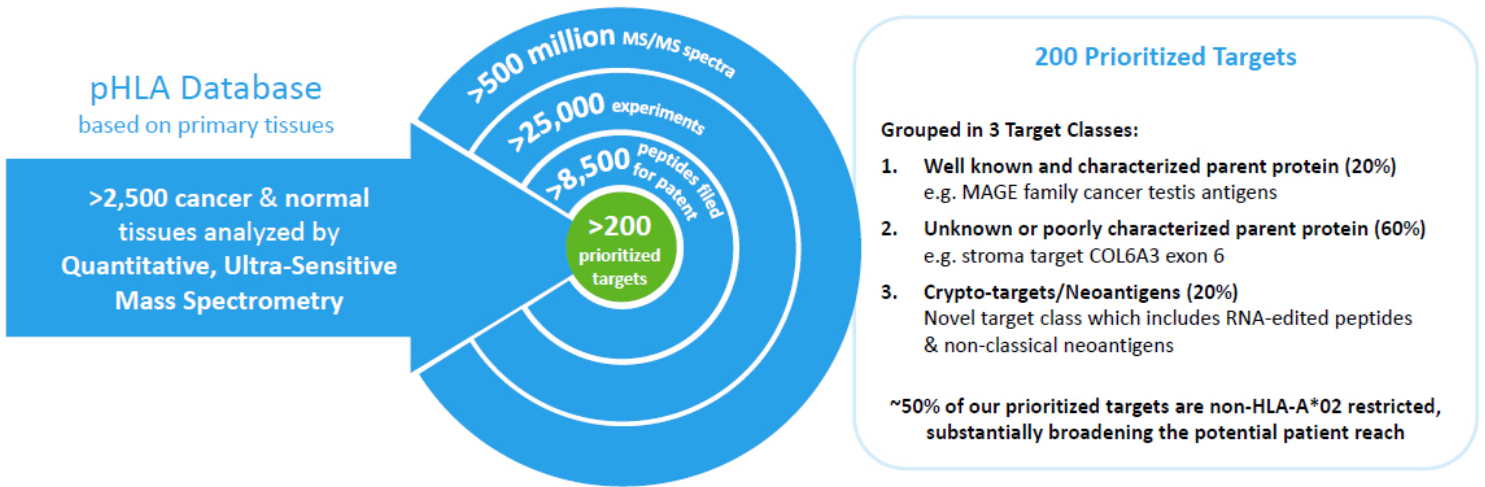 pHLA Database
based on primary tissues
>2,500 cancer & normal
tissues analyzed by
Quantitative, Ultra-Sensitive
Mass Spectrometry
>500 million MS/MS spectra
>25,000 experiments
>8,500 peptides filed
for patent
>200
prioritized
targets
200 Prioritized Targets
Grouped in 3 Target Classes:
1. Well known and characterized parent protein (20%)
e.g. MAGE family cancer testis antigens
2. Unknown or poorly characterized parent protein (60%)
e.g. stroma target COL6A3 exon 6
3. Crypto-targets/Neoantigens (20%)
Novel target class which includes RNA-edited peptides
& non-classical neoantigens
~50% of our prioritized targets are non-HLA-A*02 restricted,
substantially broadening the potential patient reach